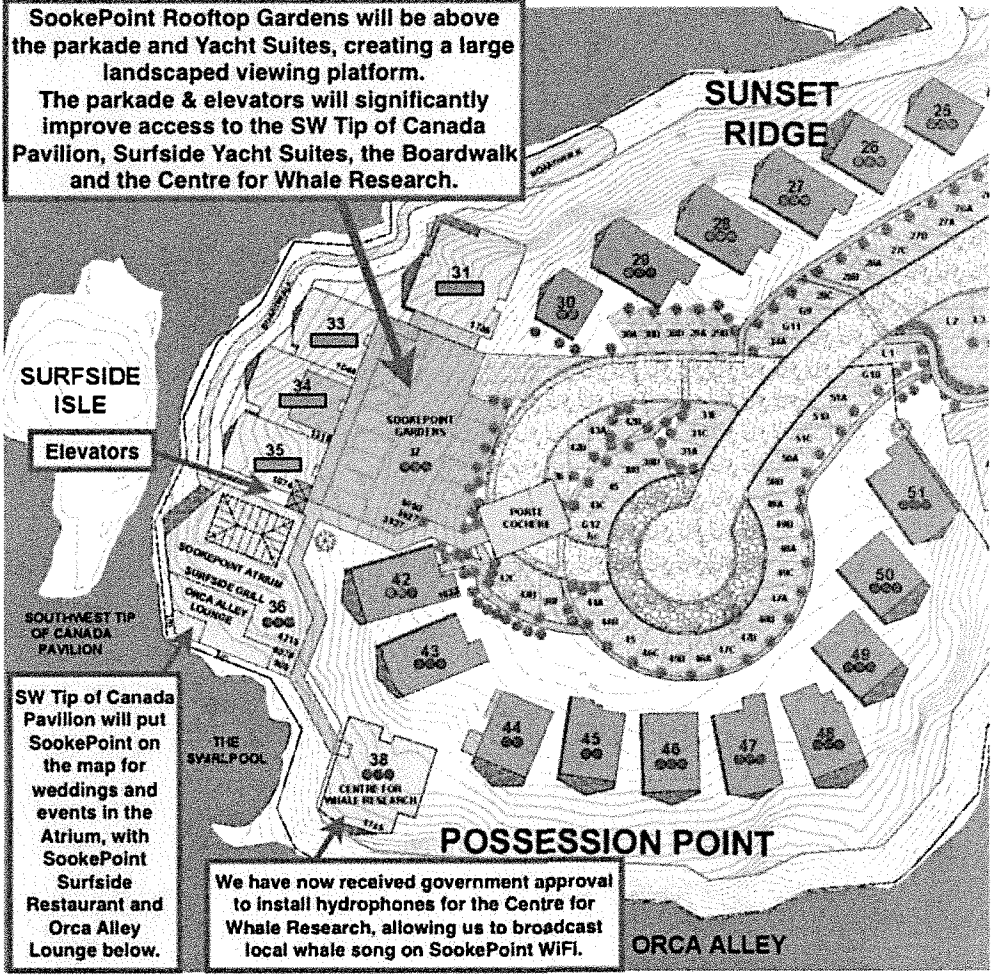 SookePoint Rooftop Gardens will be above
the parkade and Yacht Suites, creating a large
landscaped viewing platform.
The parkade & elevators will significantly
improve access to the SW Tip of Canada
Pavilion, Surfside Yacht Suites, the Boardwalk
and the Centre for Whale Research.
SUNSET
RIDGE
25
26
27
28
29
30
31
33
34
35
SURFSIDE
ISLE
Elevators
SOOKEPOINT
GARDENS
PORTE
COCHERE
G9
G11
G10
G12
L1
L2
L3
SOOKEPOINT ATRIUM
SURFSIDE GRILL
ORCA ALLEY
LOUNGE
36
SOUTHWEST TIP
OF CANADA
PAVILION
42
43
44
45
46
47
48
49
50
51
SW Tip of Canada
Pavilion will put
SookePoint on
the map for
weddings and
events in the
Atrium, with
SookePoint
Surfside
Restaurant and
Orca Alley
Lounge below.
THE
SWIRLPOOL
38
CENTRE FOR
WHALE RESEARCH
POSSESSION POINT
We have now received government approval
to install hydrophones for the Centre for
Whale Research, allowing us to broadcast
local whale song on SookePoint WiFi.
ORCA ALLEY